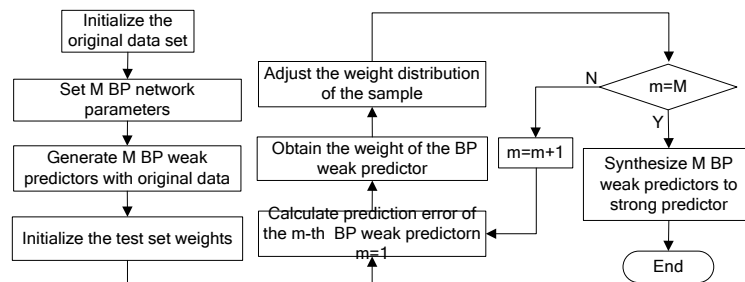 Initialize the
original data set
Set M BP network
parameters
Generate M BP weak
predictors with original data
Initialize the test set weights
Adjust the weight distribution
of the sample
Obtain the weight of the BP
weak predictor
Calculate prediction error of
the m-th BP weak predictorn
m=1
N
m=M
Y
m=m+1
Synthesize M BP
weak predictors to
strong predictor
End